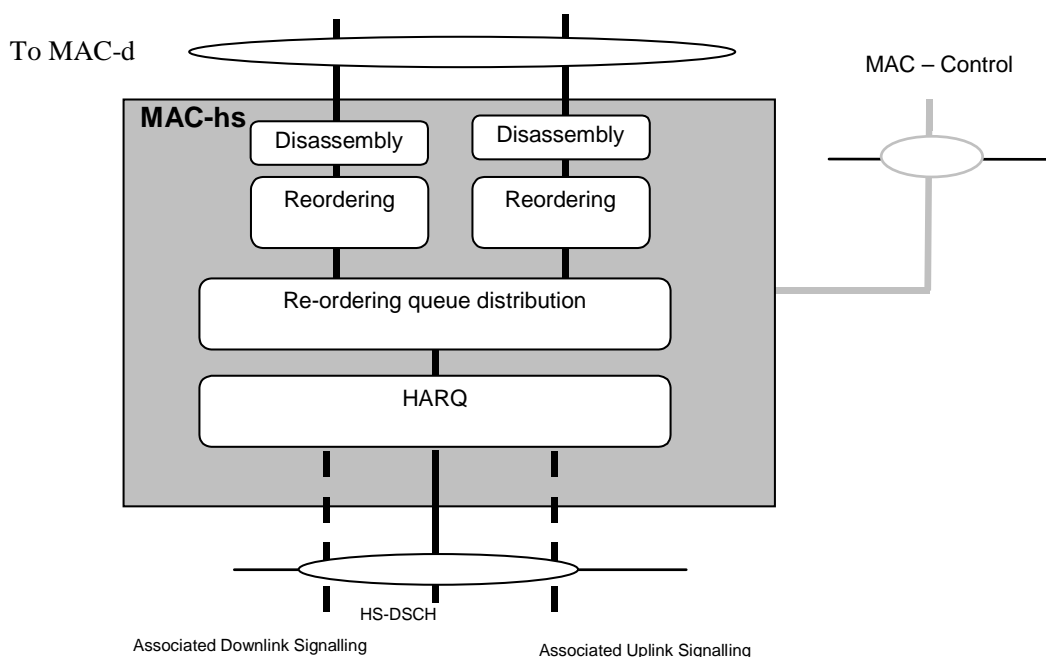 To MAC-d
MAC – Control
MAC-hs
Disassembly
Disassembly
Reordering
Reordering
Re-ordering queue distribution
HARQ
HS-DSCH
Associated Downlink Signalling
Associated Uplink Signalling